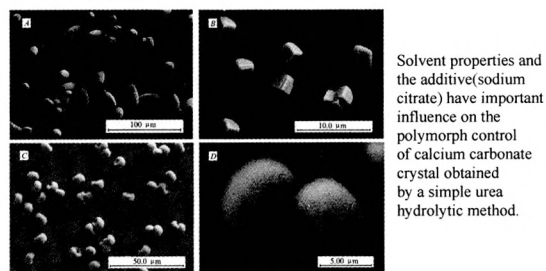 A
B
100 μm
10.0 μm
C
D
50.0 μm
5.00 μm
Solvent properties and
the additive(sodium
citrate) have important
influence on the
polymorph control
of calcium carbonate
crystal obtained
by a simple urea
hydrolytic method.